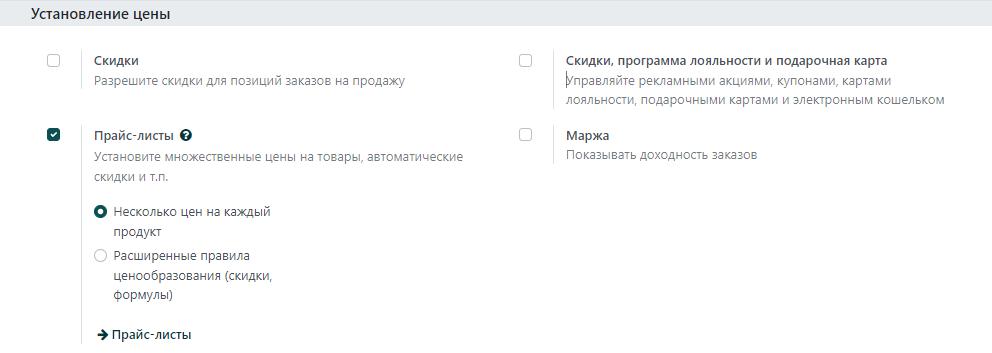 Установление цены
Скидки
Разрешите скидки для позиций заказов на продажу
Скидки, программа лояльности и подарочная карта
Управляйте рекламными акциями, купонами, картами
лояльности, подарочными картами и электронным кошельком
Прайс-листы
Установите множественные цены на товары, автоматические
скидки и т.п.
Несколько цен на каждый
продукт
Расширенные правила
ценообразования (скидки,
формулы)
Прайс-листы
Маржа
Показывать доходность заказов